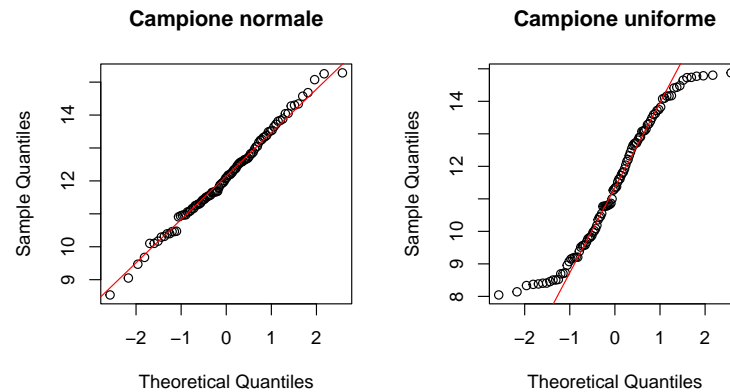 Campione normale
Sample Quantiles
9 10 12 14
−2 −1 0 1 2
Theoretical Quantiles
Campione uniforme
Sample Quantiles
8 9 10 12 14
−2 −1 0 1 2
Theoretical Quantiles